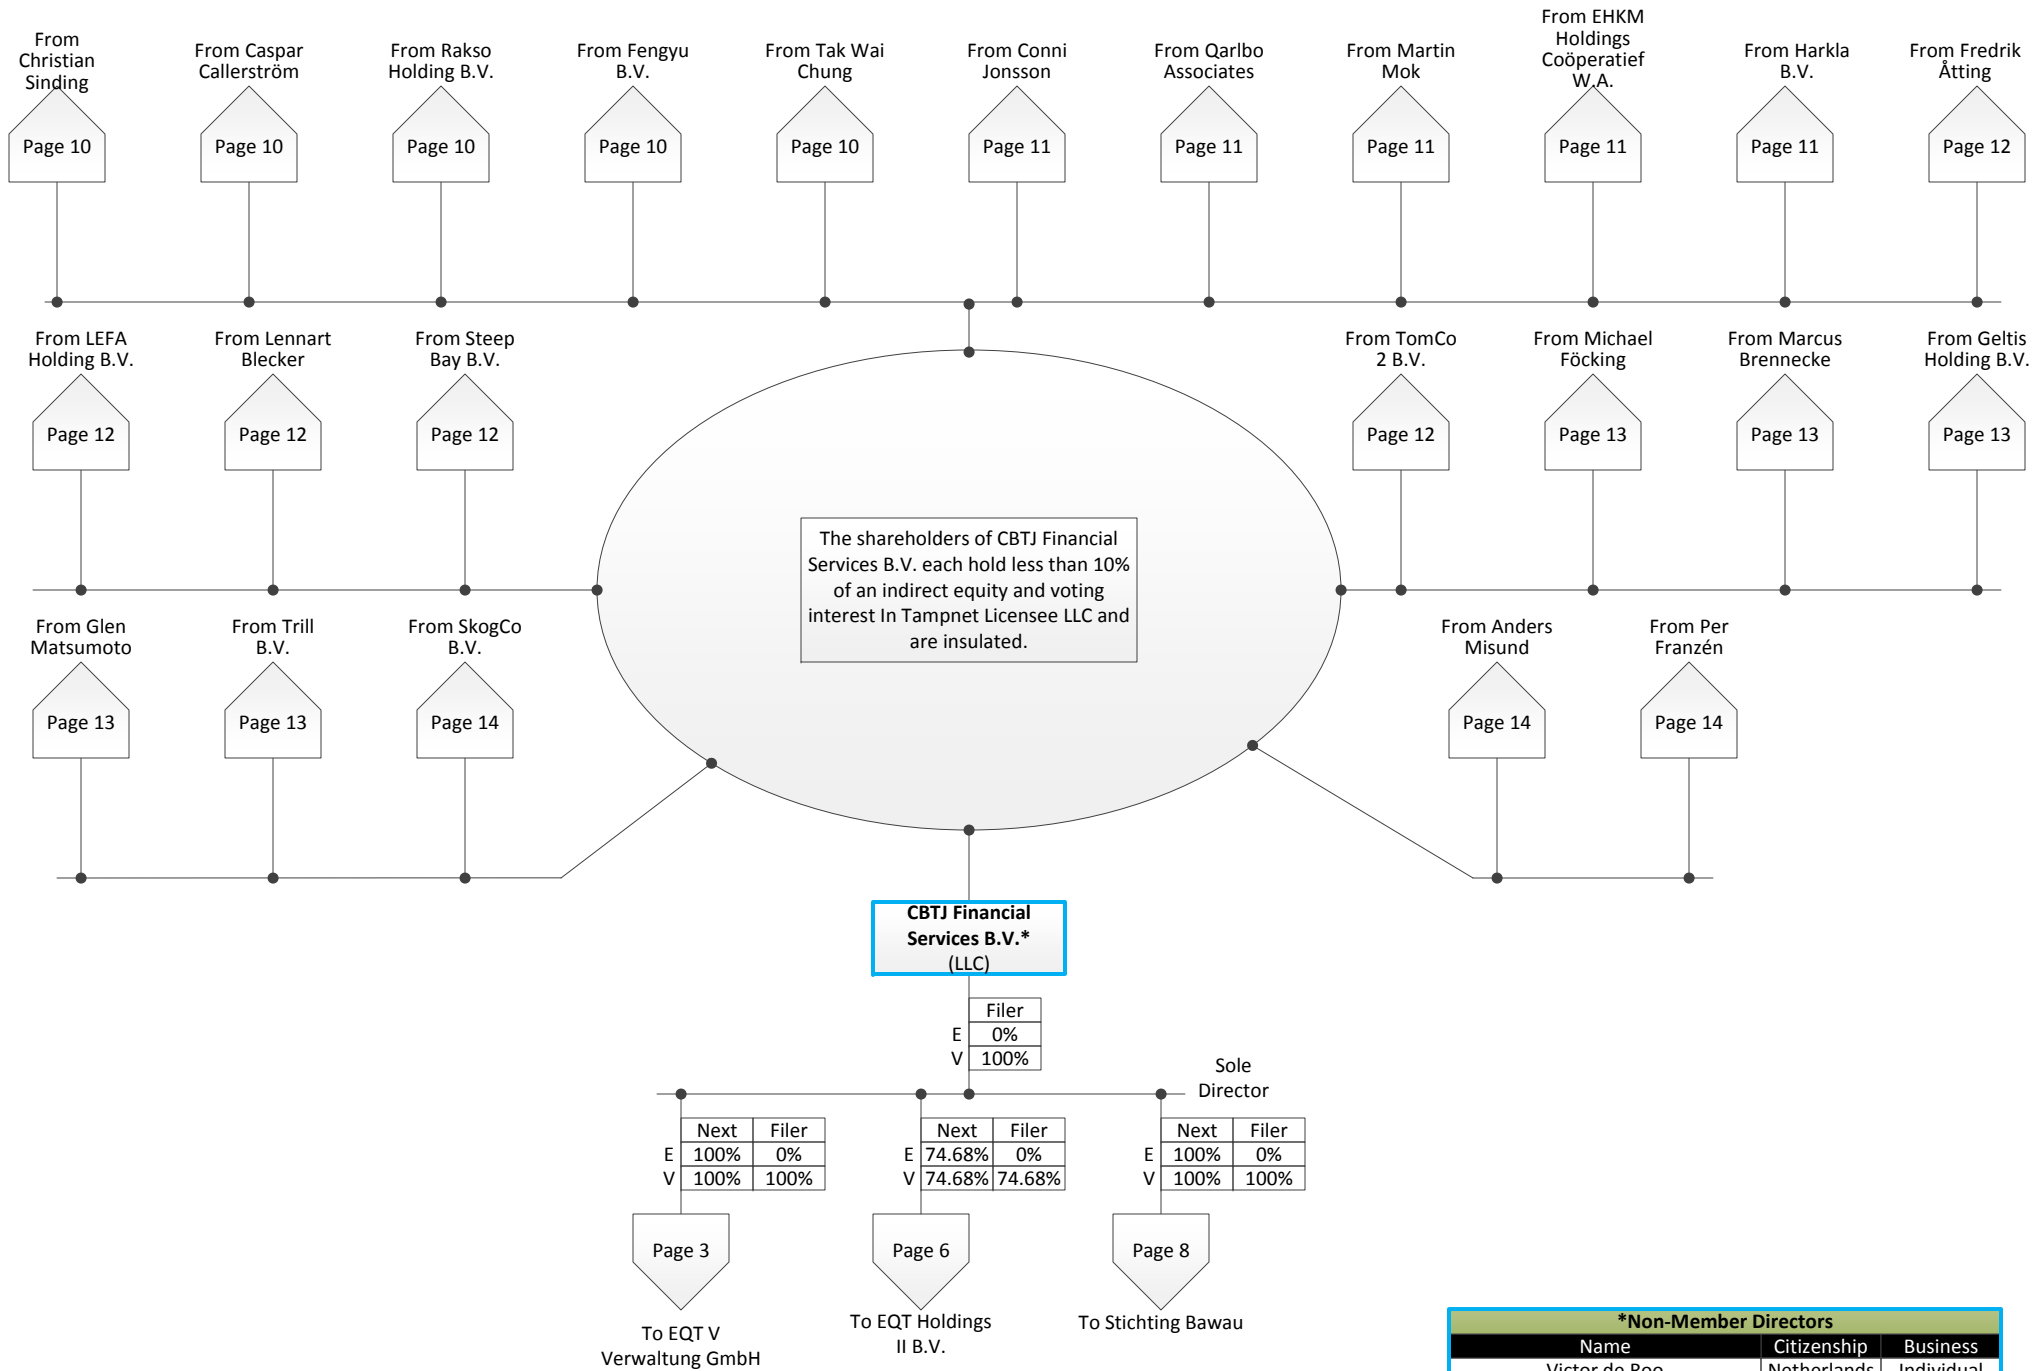 From
Christian
Sinding
From Caspar
Callerström
From Rakso
Holding B.V.
From Fengyu
B.V.
From Tak Wai
Chung
From Conni
Jonsson
From Qarlbo
Associates
From Martin
Mok
From EHKM
Holdings
Coöperatief
W.A.
From Harkla
B.V.
From Fredrik
Åtting
Page 10
Page 10
Page 10
Page 10
Page 10
Page 11
Page 11
Page 11
Page 11
Page 11
Page 12
From LEFA
Holding B.V.
From Lennart
Blecker
From Steep
Bay B.V.
From TomCo
2 B.V.
From Michael
Föcking
From Marcus
Brennecke
From Geltis
Holding B.V.
Page 12
Page 12
Page 12
Page 12
Page 13
Page 13
Page 13
The shareholders of CBTJ Financial
Services B.V. each hold less than 10%
of an indirect equity and voting
interest In Tampnet Licensee LLC and
are insulated.
From Glen
Matsumoto
From Trill
B.V.
From SkogCo
B.V.
From Anders
Misund
From Per
Franzén
Page 13
Page 13
Page 14
Page 14
Page 14
CBTJ Financial
Services B.V.*
(LLC)
Filer
E 0%
V 100%
Sole
Director
Next Filer
E 100% 0%
V 100% 100%
Next Filer
E 74.68% 0%
V 74.68% 74.68%
Next Filer
E 100% 0%
V 100% 100%
Page 3
Page 6
Page 8
To EQT V
Verwaltung GmbH
To EQT Holdings
II B.V.
To Stichting Bawau
*Non-Member Directors
Name Citizenship Business
Victor de Roo Netherlands Individual